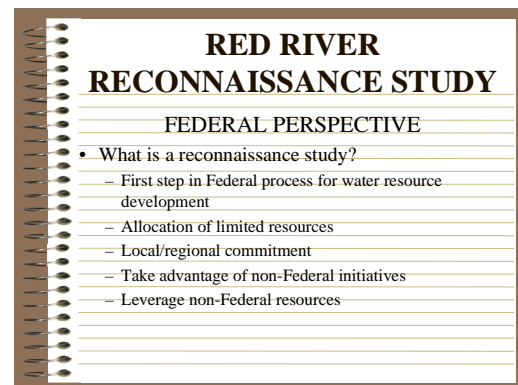 RED RIVER
RECONNAISSANCE STUDY
FEDERAL PERSPECTIVE
• What is a reconnaissance study?
– First step in Federal process for water resource
development
– Allocation of limited resources
– Local/regional commitment
– Take advantage of non-Federal initiatives
– Leverage non-Federal resources